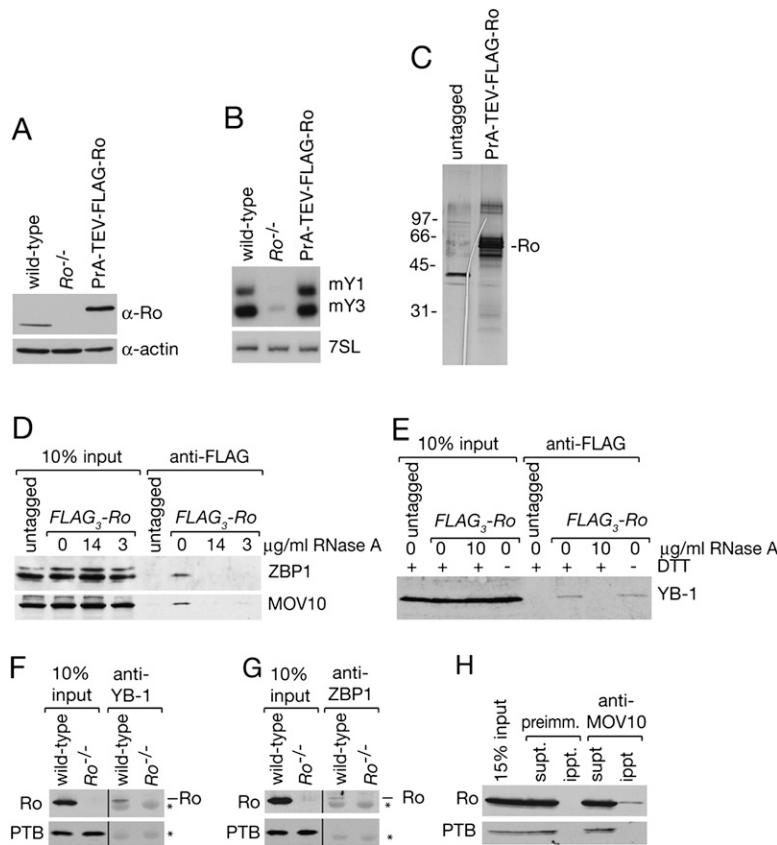 A
wild-type
Ro-/-
PrA-TEV-FLAG-Ro
α-Ro
α-actin
B
wild-type
Ro-/-
PrA-TEV-FLAG-Ro
mY1
mY3
7SL
C
untagged
PrA-TEV-FLAG-Ro
97-
66-
45-
31-
-Ro
D
10% input
anti-FLAG
untagged
FLAG3-Ro
untagged
FLAG3-Ro
0 14 3 0 14 3 μg/ml RNase A
ZBP1
MOV10
E
10% input
anti-FLAG
untagged
FLAG3-Ro
untagged
FLAG3-Ro
0 0 10 0 0 0 10 0 μg/ml RNase A
+ + + - + + + - DTT
YB-1
F
10% input
anti-YB-1
wild-type
Ro-/-
wild-type
Ro-/-
Ro
Ro
*
PTB
*
G
10% input
anti-ZBP1
wild-type
Ro-/-
wild-type
Ro-/-
Ro
Ro
*
PTB
*
H
15% input
preimm.
anti-MOV10
supt.
ippt.
supt
ippt
Ro
PTB